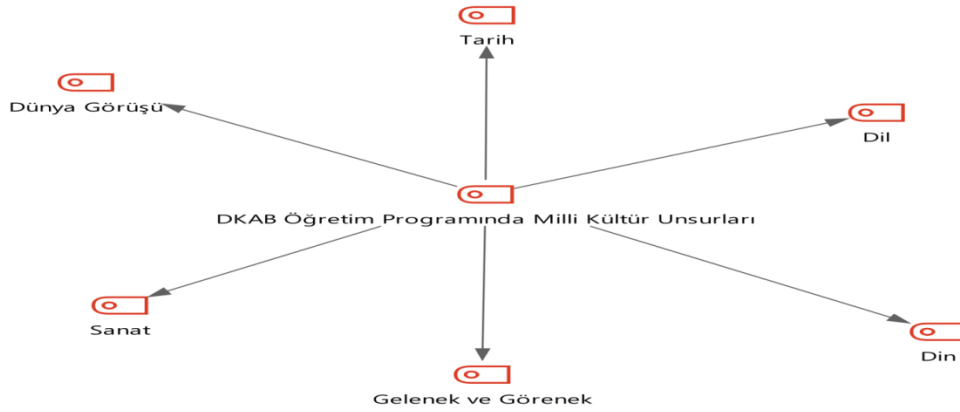 Tarih
Dünya Görüşü
Dil
DKAB Öğretim Programında Milli Kültür Unsurları
Sanat
Din
Gelenek ve Görenek